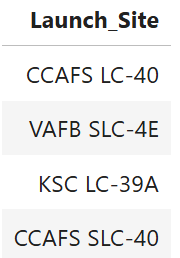 Launch_Site
CCAFS LC-40
VAFB SLC-4E
KSC LC-39A
CCAFS SLC-40